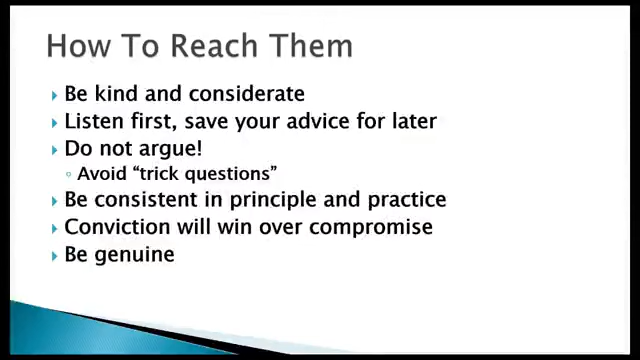 How To Reach Them
Be kind and considerate
Listen first, save your advice for later
Do not argue!
Avoid “trick questions”
Be consistent in principle and practice
Conviction will win over compromise
Be genuine